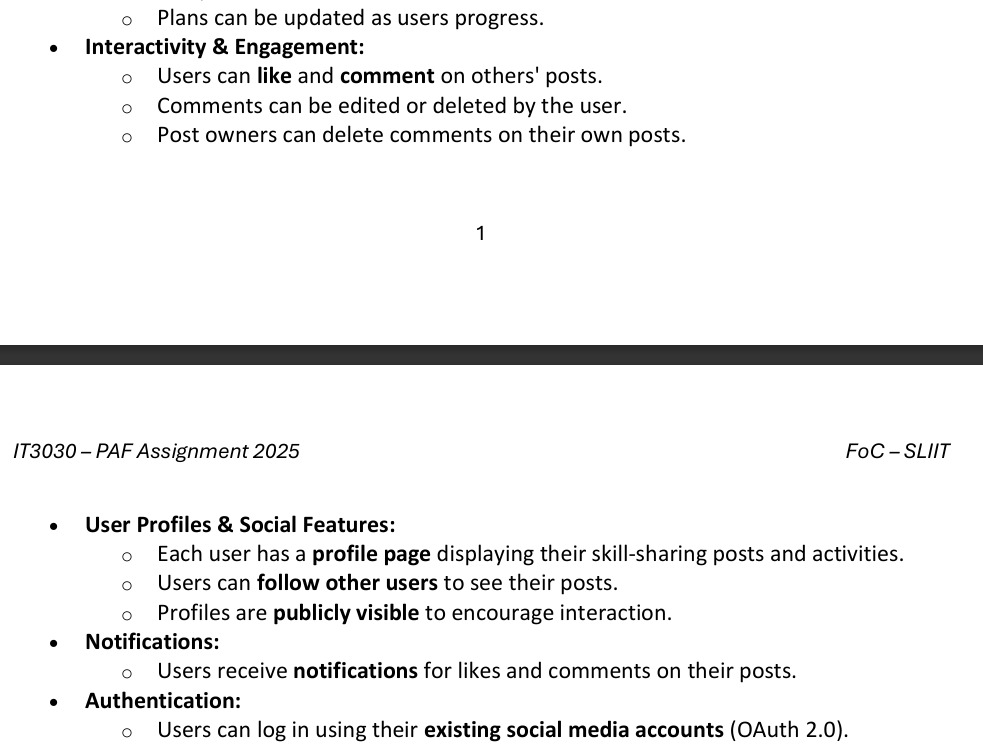 o Plans can be updated as users progress.
• Interactivity & Engagement:
o Users can like and comment on others' posts.
o Comments can be edited or deleted by the user.
o Post owners can delete comments on their own posts.
1
IT3030 – PAF Assignment 2025 FoC – SLIIT
• User Profiles & Social Features:
o Each user has a profile page displaying their skill-sharing posts and activities.
o Users can follow other users to see their posts.
o Profiles are publicly visible to encourage interaction.
• Notifications:
o Users receive notifications for likes and comments on their posts.
• Authentication:
o Users can log in using their existing social media accounts (OAuth 2.0).